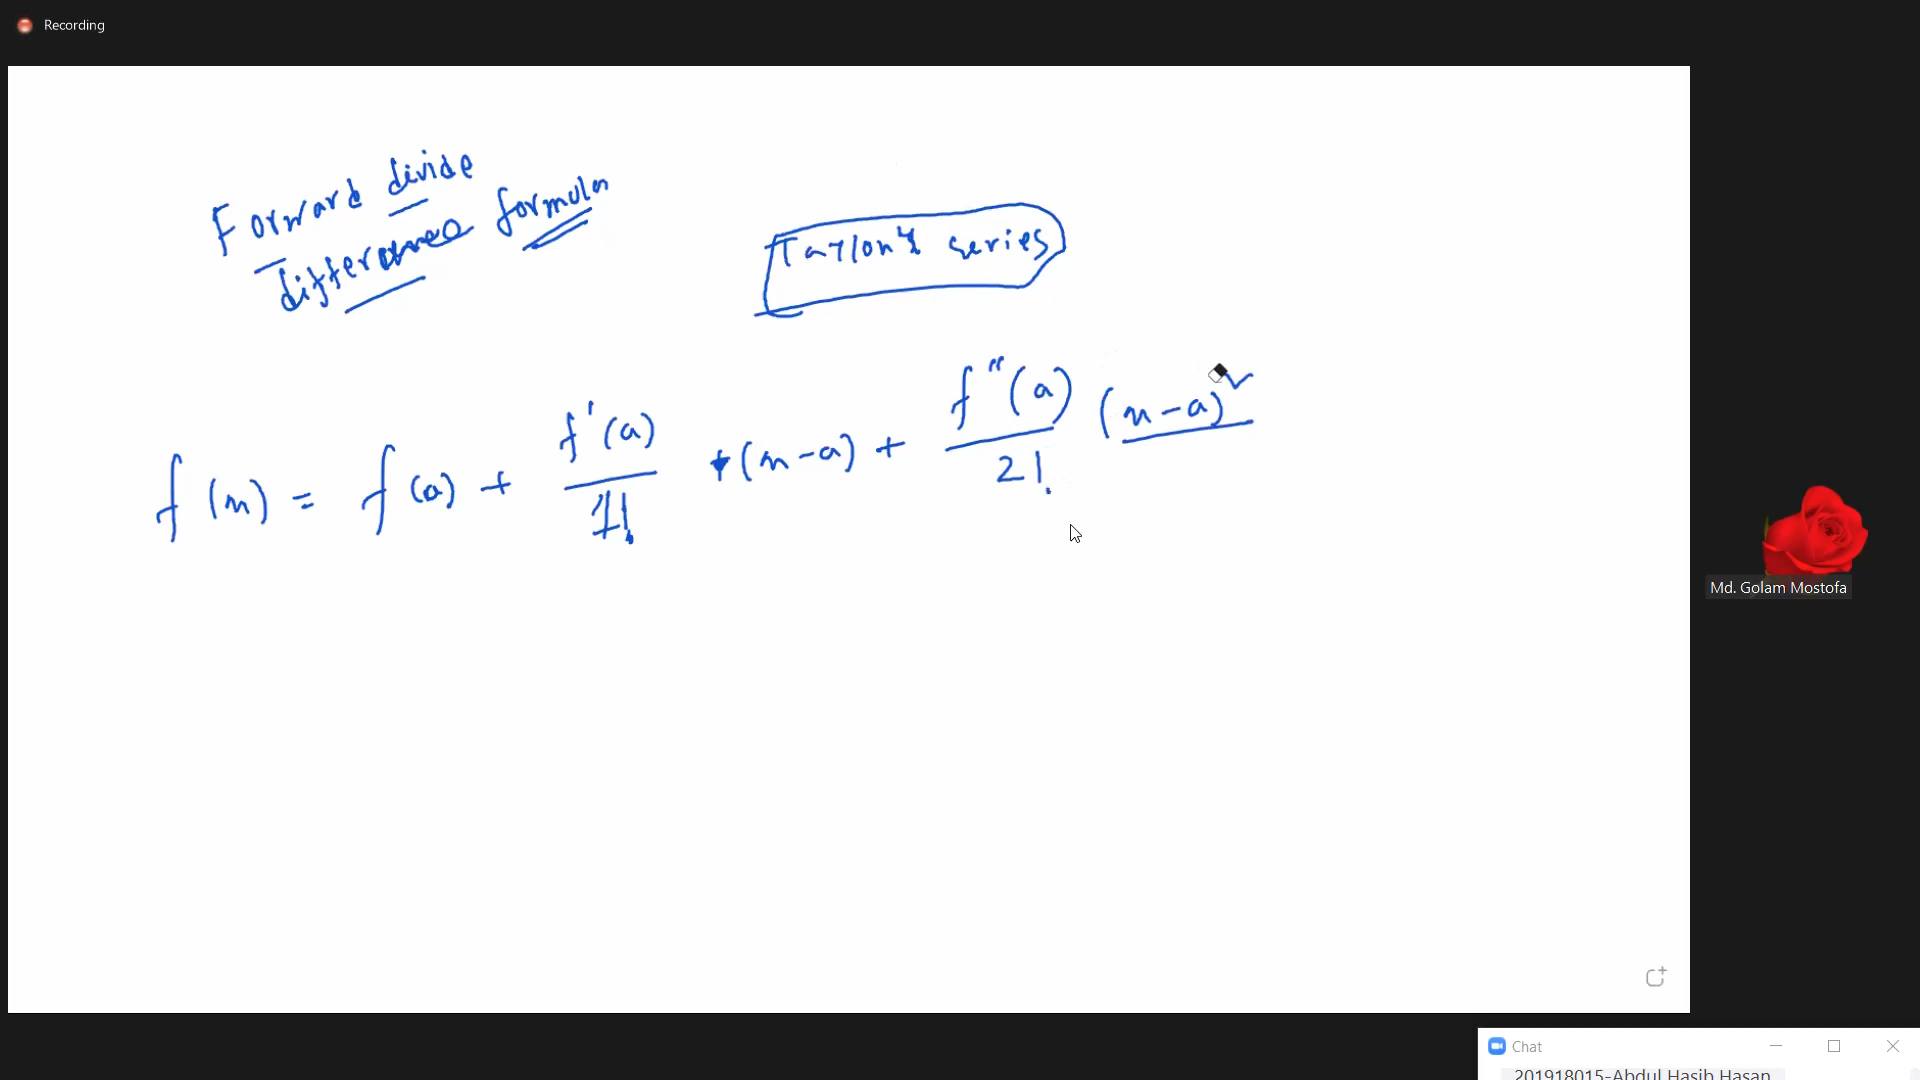 Recording
Forward divide
difference formula
Taylor's series
f(x) = f(a) + f'(a)/1! * (x-a) + f''(a)/2! (x-a)²
Md. Golam Mostofa
Chat
201918015-Abdul Hasib Hasan